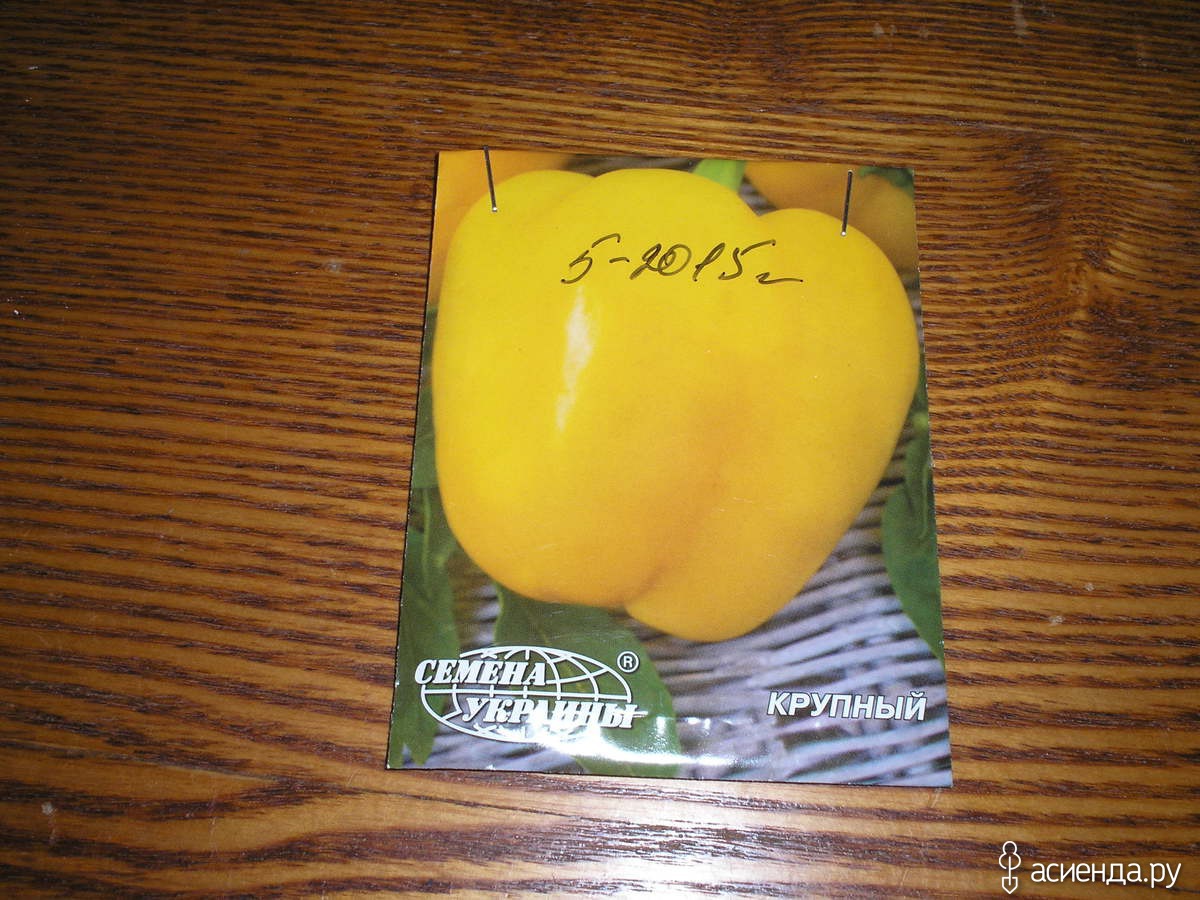 5-2015г
СЕМЕНА
УКРАИНЫ
®
КРУПНЫЙ
асиенда.ру